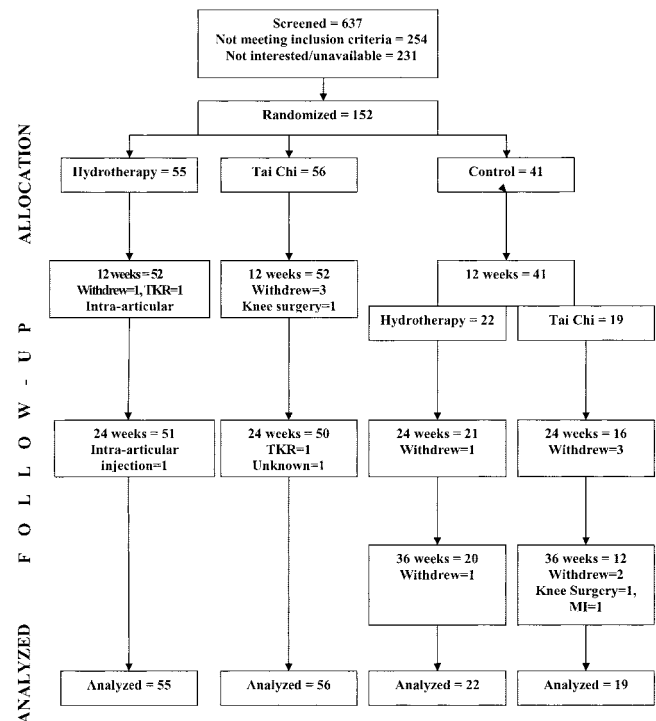 Screened = 637
Not meeting inclusion criteria = 254
Not interested/unavailable = 231
Randomized = 152
ALLOCATION
Hydrotherapy = 55
Tai Chi = 56
Control = 41
12 weeks = 52
Withdrew=1, TKR=1
Intra-articular
12 weeks = 52
Withdrew=3
Knee surgery=1
12 weeks = 41
Hydrotherapy = 22
Tai Chi = 19
FOLLOW-UP
24 weeks = 51
Intra-articular
injection=1
24 weeks = 50
TKR=1
Unknown=1
24 weeks = 21
Withdrew=1
24 weeks = 16
Withdrew=3
36 weeks = 20
Withdrew=1
36 weeks = 12
Withdrew=2
Knee Surgery=1,
MI=1
ANALYZED
Analyzed = 55
Analyzed = 56
Analyzed = 22
Analyzed = 19